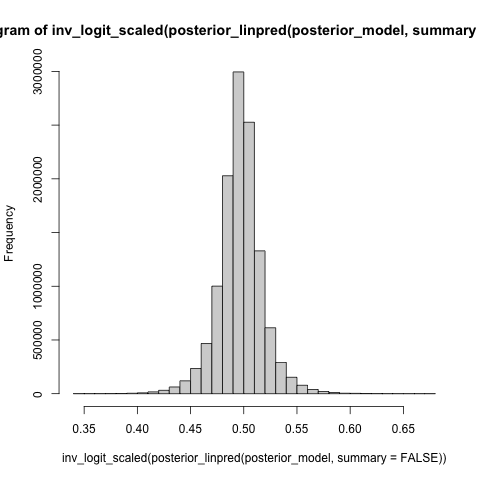 gram of inv_logit_scaled(posterior_linpred(posterior_model, summary
Frequency
3000000
2000000
1000000
500000
0
0.35 0.40 0.45 0.50 0.55 0.60 0.65
inv_logit_scaled(posterior_linpred(posterior_model, summary = FALSE))